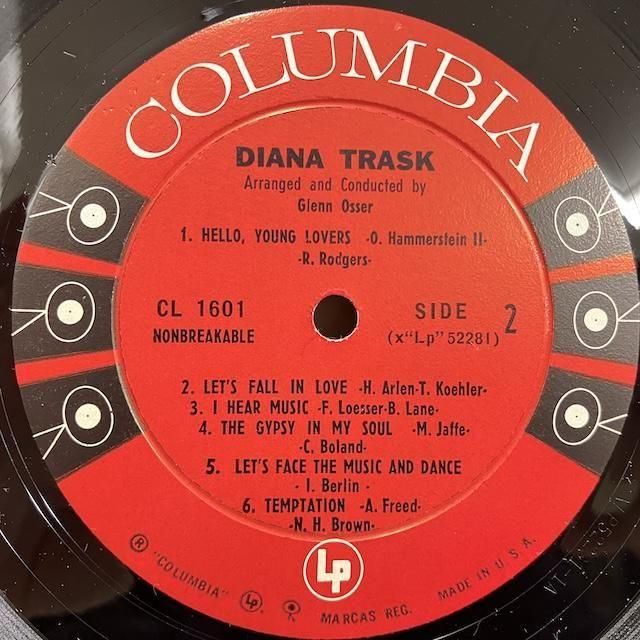 COLUMBIA
DIANA TRASK
Arranged and Conducted by
Glenn Osser
1. HELLO, YOUNG LOVERS -O. Hammerstein II-
-R. Rodgers-
CL 1601
NONBREAKABLE
SIDE 2
(x“Lp” 52281)
2. LET'S FALL IN LOVE -H. Arlen-T. Koehler-
3. I HEAR MUSIC -F. Loesser-B. Lane-
4. THE GYPSY IN MY SOUL -M. Jaffe-
-C. Boland-
5. LET'S FACE THE MUSIC AND DANCE
- I. Berlin -
6. TEMPTATION -A. Freed-
-N. H. Brown-
LP
® "COLUMBIA" LP. MARCAS REG. MADE IN U.S.A.